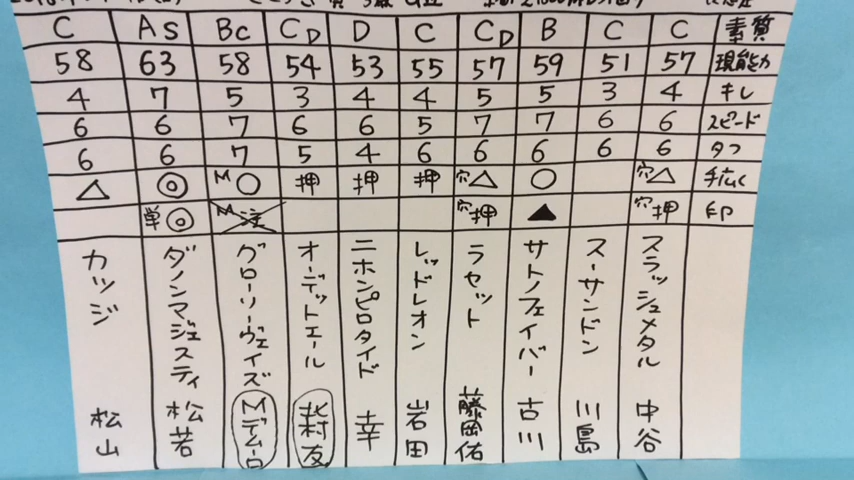 C AS BC CD D C CD B C C 素質
58 63 58 54 53 55 57 59 51 57 現能力
4 7 5 3 4 4 5 5 3 4 キレ
6 6 7 6 6 5 7 7 6 6 スピード
6 6 7 5 4 6 6 6 6 6 タフ
△ ◎ M○ 押 押 押 穴△ ○ 穴△ 手広く
単◎ M注 穴押 ▲ 穴押 印
カツジ ダノンマジェスティ グローリーヴェイズ オーデットエール ニホンピロタイド レッドレオン ラセット サトノフェイバー スーサンドン スラッシュメタル
松山 松若 Mデムーロ 北村友 幸 岩田 藤岡佑 古川 川島 中谷